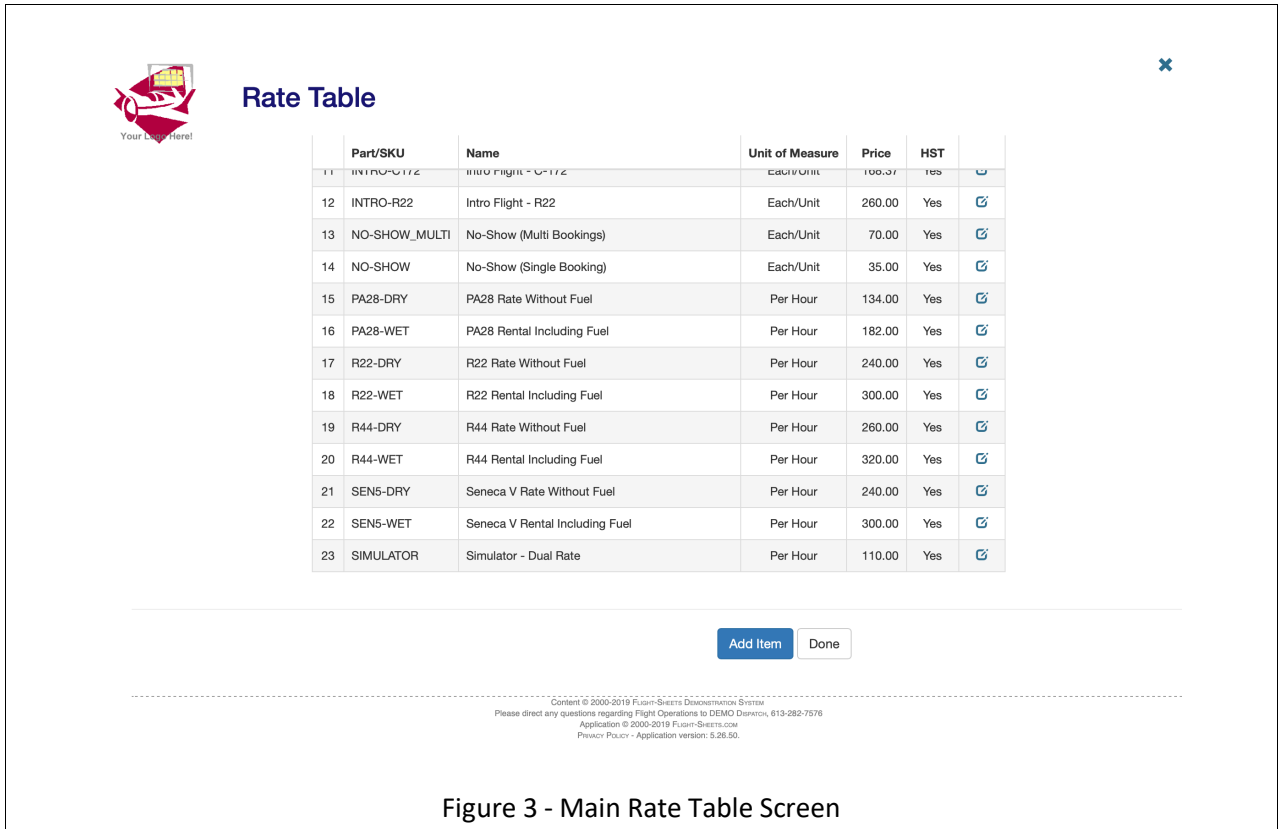 Your Logo Here!
Rate Table
Part/SKU Name Unit of Measure Price HST
11 INTRO-C172 Intro Flight - C-172 Each/Unit 168.37 Yes
12 INTRO-R22 Intro Flight - R22 Each/Unit 260.00 Yes
13 NO-SHOW_MULTI No-Show (Multi Bookings) Each/Unit 70.00 Yes
14 NO-SHOW No-Show (Single Booking) Each/Unit 35.00 Yes
15 PA28-DRY PA28 Rate Without Fuel Per Hour 134.00 Yes
16 PA28-WET PA28 Rental Including Fuel Per Hour 182.00 Yes
17 R22-DRY R22 Rate Without Fuel Per Hour 240.00 Yes
18 R22-WET R22 Rental Including Fuel Per Hour 300.00 Yes
19 R44-DRY R44 Rate Without Fuel Per Hour 260.00 Yes
20 R44-WET R44 Rental Including Fuel Per Hour 320.00 Yes
21 SEN5-DRY Seneca V Rate Without Fuel Per Hour 240.00 Yes
22 SEN5-WET Seneca V Rental Including Fuel Per Hour 300.00 Yes
23 SIMULATOR Simulator - Dual Rate Per Hour 110.00 Yes
Add Item Done
Content © 2000-2019 Flight-Sheets Demonstration System
Please direct any questions regarding Flight Operations to DEMO Dispatch, 613-282-7576
Application © 2000-2019 Flight-Sheets.com
Privacy Policy - Application version: 5.26.50.
Figure 3 - Main Rate Table Screen